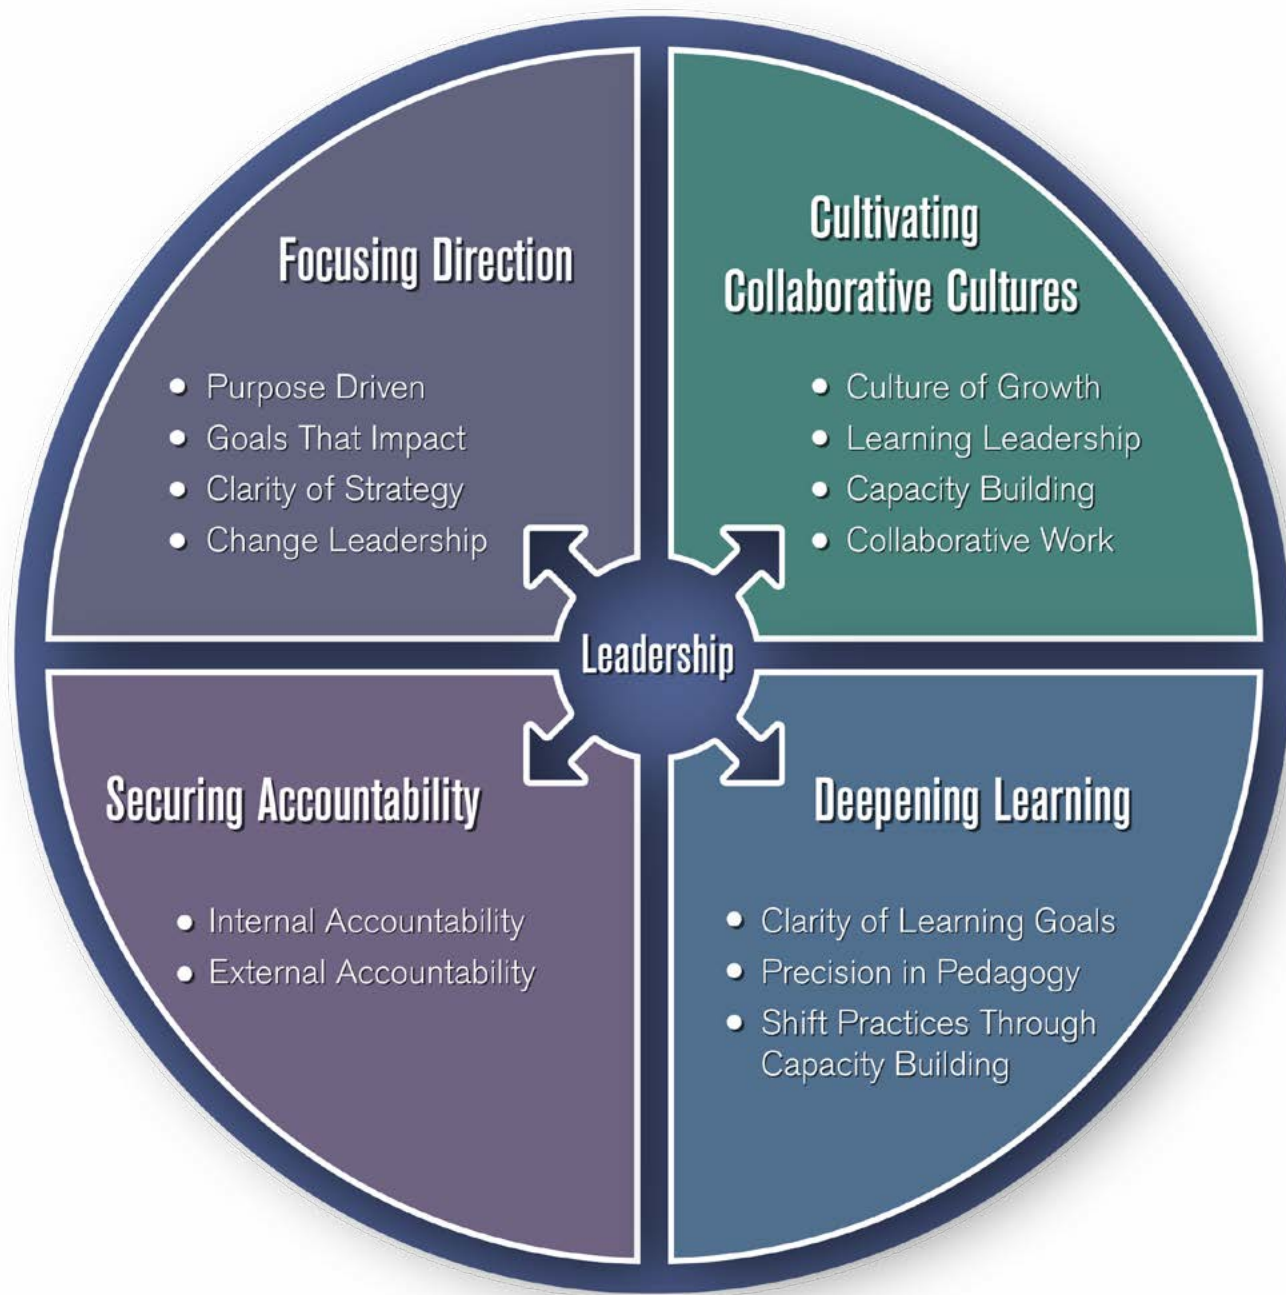 Focusing Direction
• Purpose Driven
• Goals That Impact
• Clarity of Strategy
• Change Leadership
Cultivating
Collaborative Cultures
• Culture of Growth
• Learning Leadership
• Capacity Building
• Collaborative Work
Leadership
Securing Accountability
• Internal Accountability
• External Accountability
Deepening Learning
• Clarity of Learning Goals
• Precision in Pedagogy
• Shift Practices Through
Capacity Building